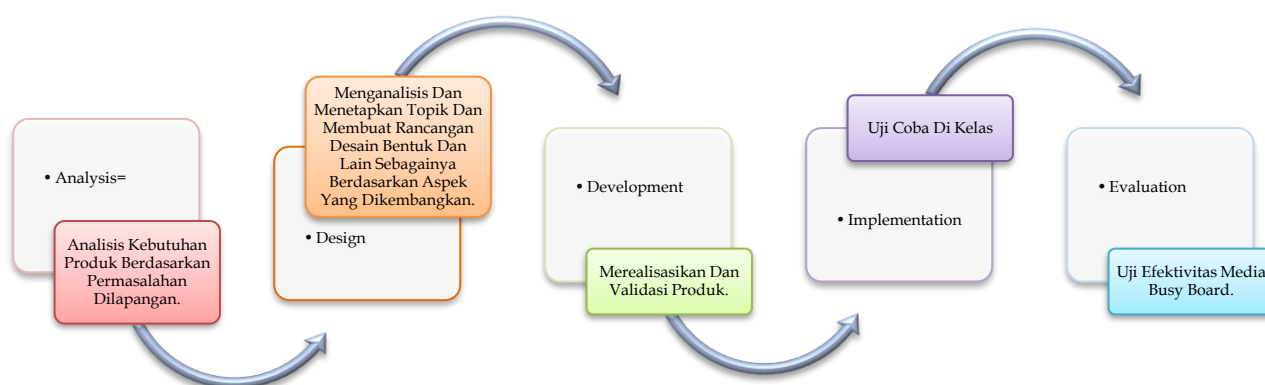 • Analysis=
Analisis Kebutuhan
Produk Berdasarkan
Permasalahan
Dilapangan.
Menganalisis Dan
Menetapkan Topik Dan
Membuat Rancangan
Desain Bentuk Dan
Lain Sebagainya
Berdasarkan Aspek
Yang Dikembangkan.
• Design
• Development
Merealisasikan Dan
Validasi Produk.
Uji Coba Di Kelas
• Implementation
• Evaluation
Uji Efektivitas Media
Busy Board.